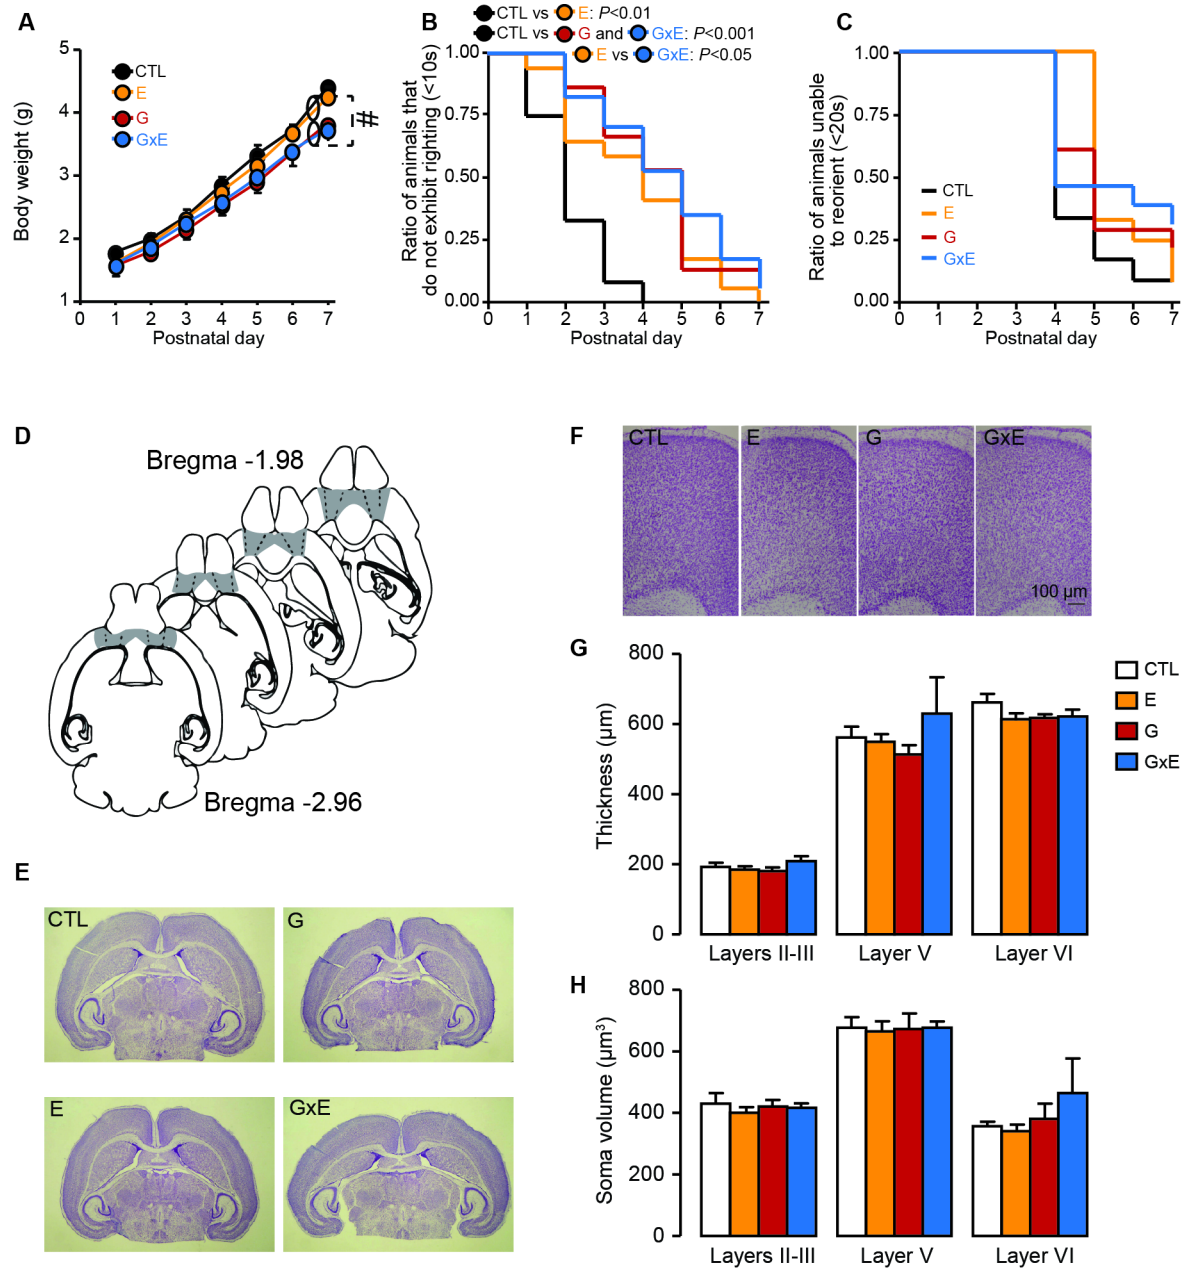 A
Body weight (g)
5
4
3
2
1
CTL
E
G
GxE
#
1 2 3 4 5 6 7
Postnatal day
B
CTL vs E: P<0.01
CTL vs G and GxE: P<0.001
E vs GxE: P<0.05
Ratio of animals that
do not exhibit righting (<10s)
1.00
0.75
0.50
0.25
0.00
0 1 2 3 4 5 6 7
Postnatal day
C
Ratio of animals unable
to reorient (<20s)
1.00
0.75
0.50
0.25
0.00
CTL
E
G
GxE
0 1 2 3 4 5 6 7
Postnatal day
D
Bregma -1.98
Bregma -2.96
E
CTL
G
E
GxE
F
CTL E G GxE
100 µm
G
Thickness (µm)
800
600
400
200
0
Layers II-III Layer V Layer VI
CTL
E
G
GxE
H
Soma volume (µm³)
800
600
400
200
0
Layers II-III Layer V Layer VI